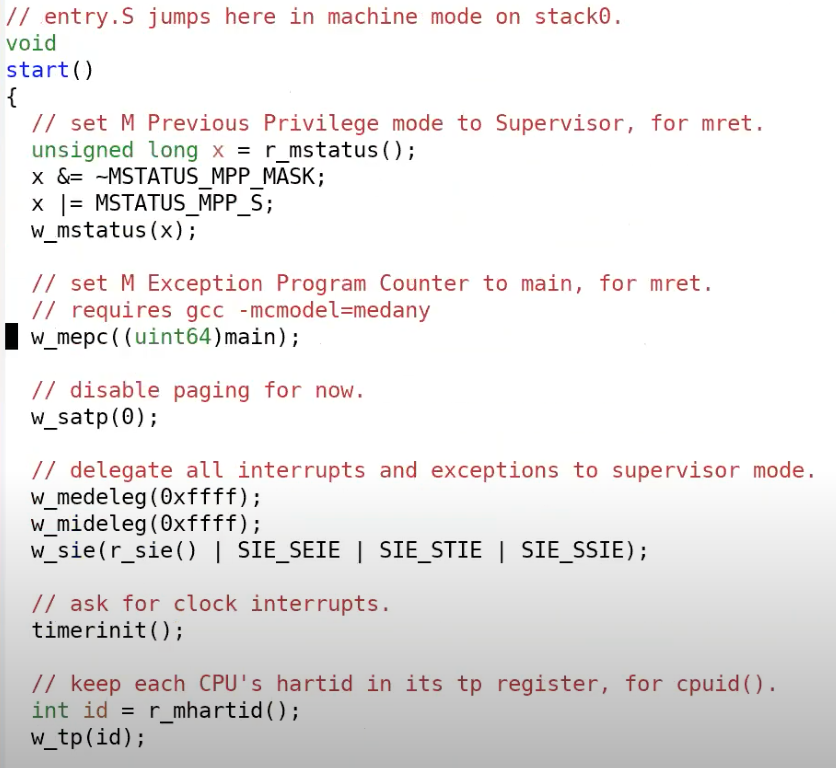 // entry.S jumps here in machine mode on stack0.
void
start()
{
// set M Previous Privilege mode to Supervisor, for mret.
unsigned long x = r_mstatus();
x &= ~MSTATUS_MPP_MASK;
x |= MSTATUS_MPP_S;
w_mstatus(x);
// set M Exception Program Counter to main, for mret.
// requires gcc -mcmodel=medany
w_mepc((uint64)main);
// disable paging for now.
w_satp(0);
// delegate all interrupts and exceptions to supervisor mode.
w_medeleg(0xffff);
w_mideleg(0xffff);
w_sie(r_sie() | SIE_SEIE | SIE_STIE | SIE_SSIE);
// ask for clock interrupts.
timerinit();
// keep each CPU's hartid in its tp register, for cpuid().
int id = r_mhartid();
w_tp(id);